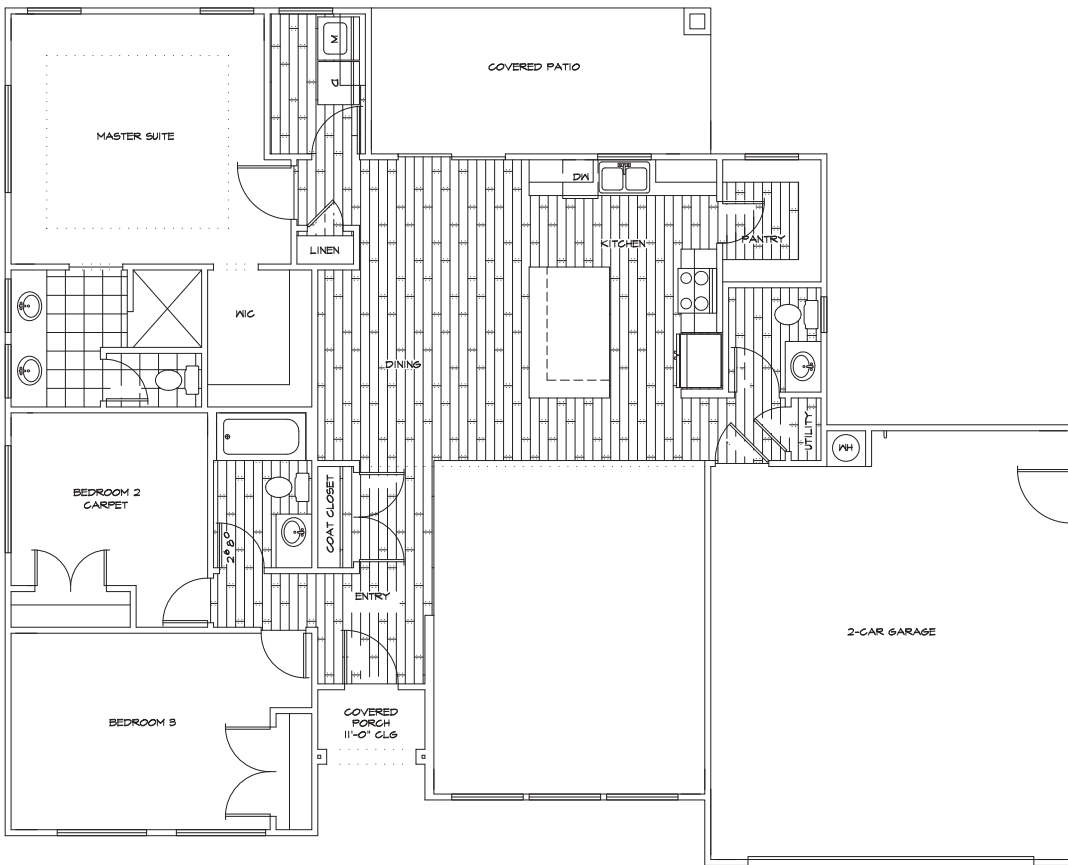 COVERED PATIO
M
D
MASTER SUITE
DW
LINEN
KITCHEN
PANTRY
WIC
DINING
UTILITY
WH
BEDROOM 2
CARPET
COAT CLOSET
2⁶8⁰
ENTRY
2-CAR GARAGE
BEDROOM 3
COVERED
PORCH
11'-0" CLG